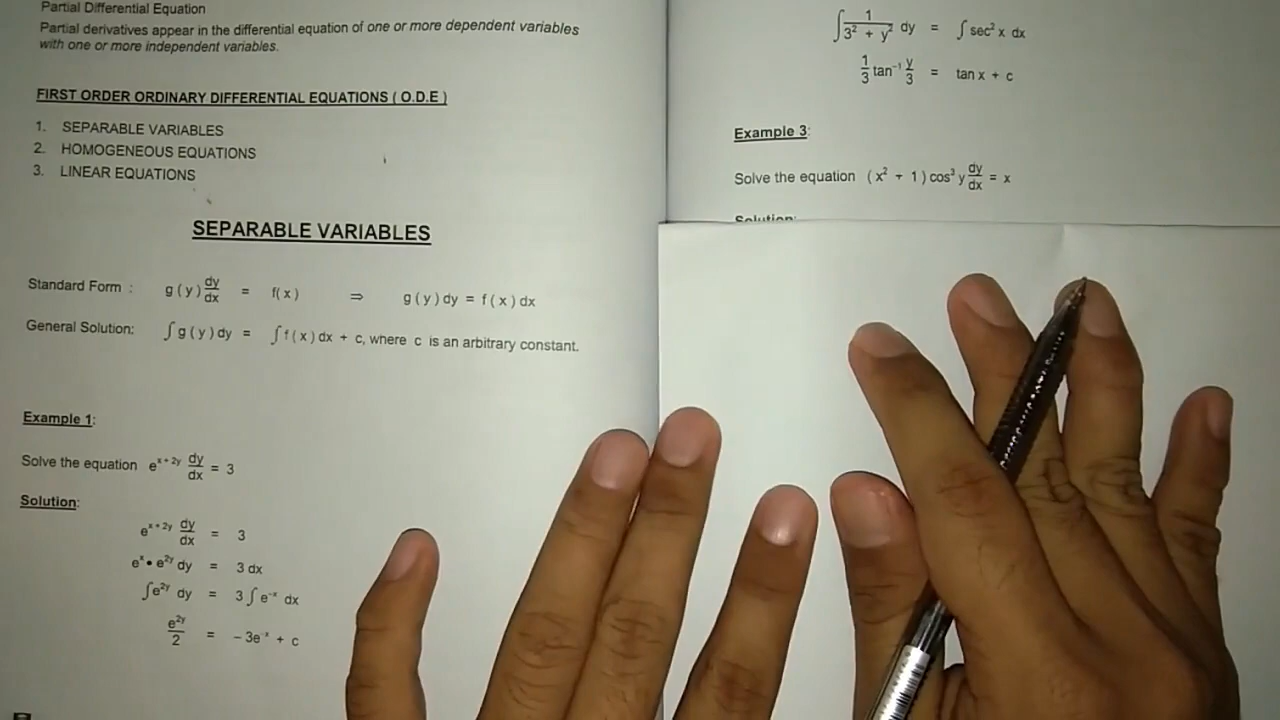 Partial Differential Equation
Partial derivatives appear in the differential equation of one or more dependent variables
with one or more independent variables.
FIRST ORDER ORDINARY DIFFERENTIAL EQUATIONS ( O.D.E )
1. SEPARABLE VARIABLES
2. HOMOGENEOUS EQUATIONS
3. LINEAR EQUATIONS
SEPARABLE VARIABLES
Standard Form : g ( y ) dy/dx = f( x ) ⇒ g ( y ) dy = f ( x ) dx
General Solution: ∫ g ( y ) dy = ∫ f ( x ) dx + c, where c is an arbitrary constant.
Example 1:
Solve the equation e^(x + 2y) dy/dx = 3
Solution:
e^(x + 2y) dy/dx = 3
e^x • e^(2y) dy = 3 dx
∫ e^(2y) dy = 3 ∫ e^(-x) dx
e^(2y)/2 = – 3e^(-x) + c
∫ 1/(3² + y²) dy = ∫ sec² x dx
1/3 tan⁻¹ y/3 = tan x + c
Example 3:
Solve the equation ( x² + 1 ) cos³ y dy/dx = x
Solution: